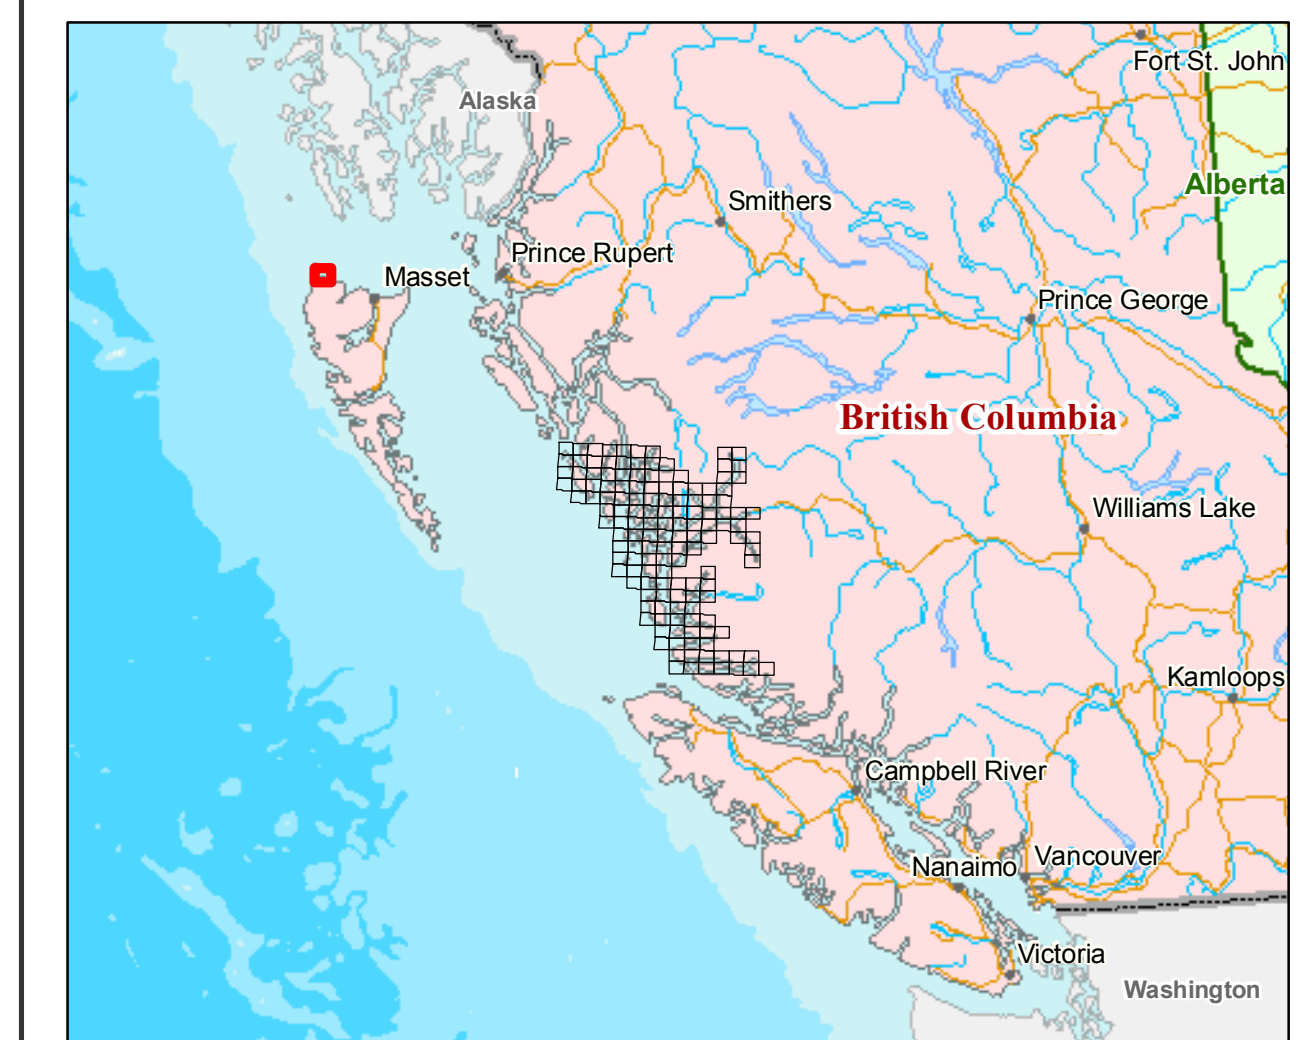 Fort St. John
Alaska
Alberta
Smithers
Prince Rupert
Masset
Prince George
British Columbia
Williams Lake
Kamloops
Campbell River
Nanaimo
Vancouver
Victoria
Washington